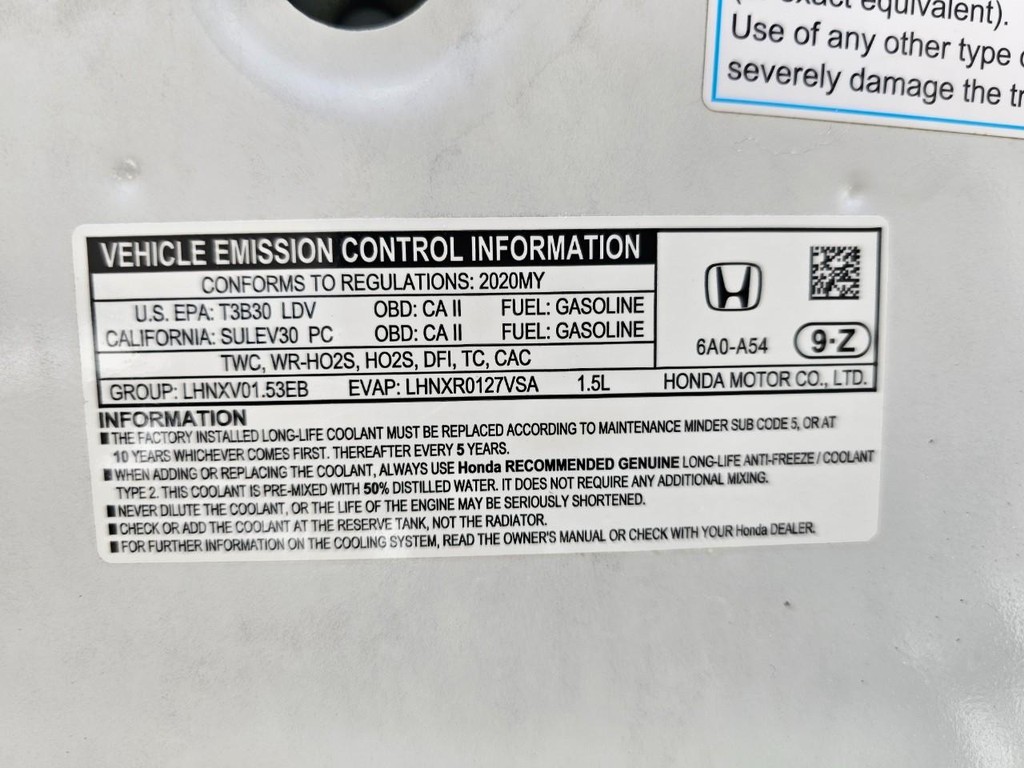 exact equivalent).
Use of any other type
severely damage the
VEHICLE EMISSION CONTROL INFORMATION
CONFORMS TO REGULATIONS: 2020MY
U.S. EPA: T3B30 LDV OBD: CA II FUEL: GASOLINE
CALIFORNIA: SULEV30 PC OBD: CA II FUEL: GASOLINE
TWC, WR-HO2S, HO2S, DFI, TC, CAC
6A0-A54 9-Z
GROUP: LHNXV01.53EB EVAP: LHNXR0127VSA 1.5L HONDA MOTOR CO., LTD.
INFORMATION
■ THE FACTORY INSTALLED LONG-LIFE COOLANT MUST BE REPLACED ACCORDING TO MAINTENANCE MINDER SUB CODE 5, OR AT
10 YEARS WHICHEVER COMES FIRST. THEREAFTER EVERY 5 YEARS.
■ WHEN ADDING OR REPLACING THE COOLANT, ALWAYS USE Honda RECOMMENDED GENUINE LONG-LIFE ANTI-FREEZE / COOLANT
TYPE 2. THIS COOLANT IS PRE-MIXED WITH 50% DISTILLED WATER. IT DOES NOT REQUIRE ANY ADDITIONAL MIXING.
■ NEVER DILUTE THE COOLANT, OR THE LIFE OF THE ENGINE MAY BE SERIOUSLY SHORTENED.
■ CHECK OR ADD THE COOLANT AT THE RESERVE TANK, NOT THE RADIATOR.
■ FOR FURTHER INFORMATION ON THE COOLING SYSTEM, READ THE OWNER'S MANUAL OR CHECK WITH YOUR Honda DEALER.